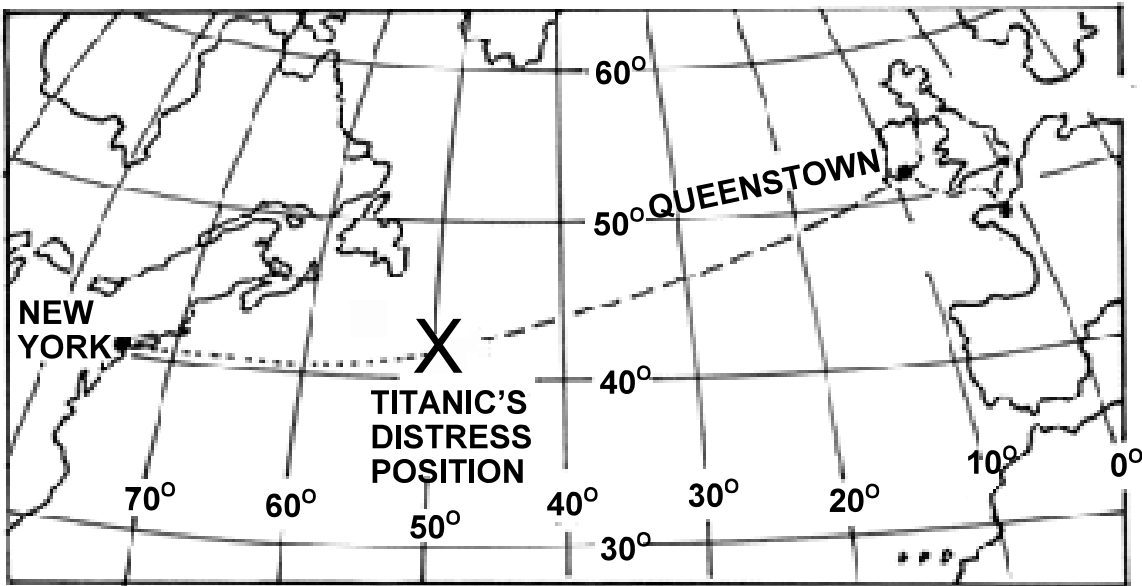 60°
QUEENSTOWN
50°
NEW
YORK
40°
TITANIC'S
DISTRESS
POSITION
70°
60°
50°
40°
30°
20°
10°
0°
30°